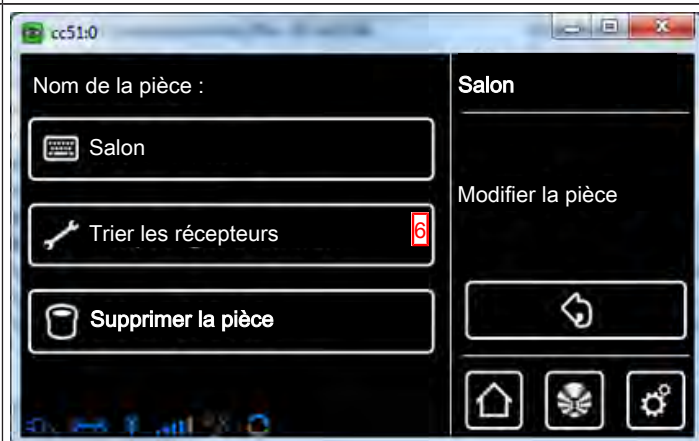 cc51:0
Nom de la pièce :
Salon
Trier les récepteurs
6
Supprimer la pièce
Salon
Modifier la pièce